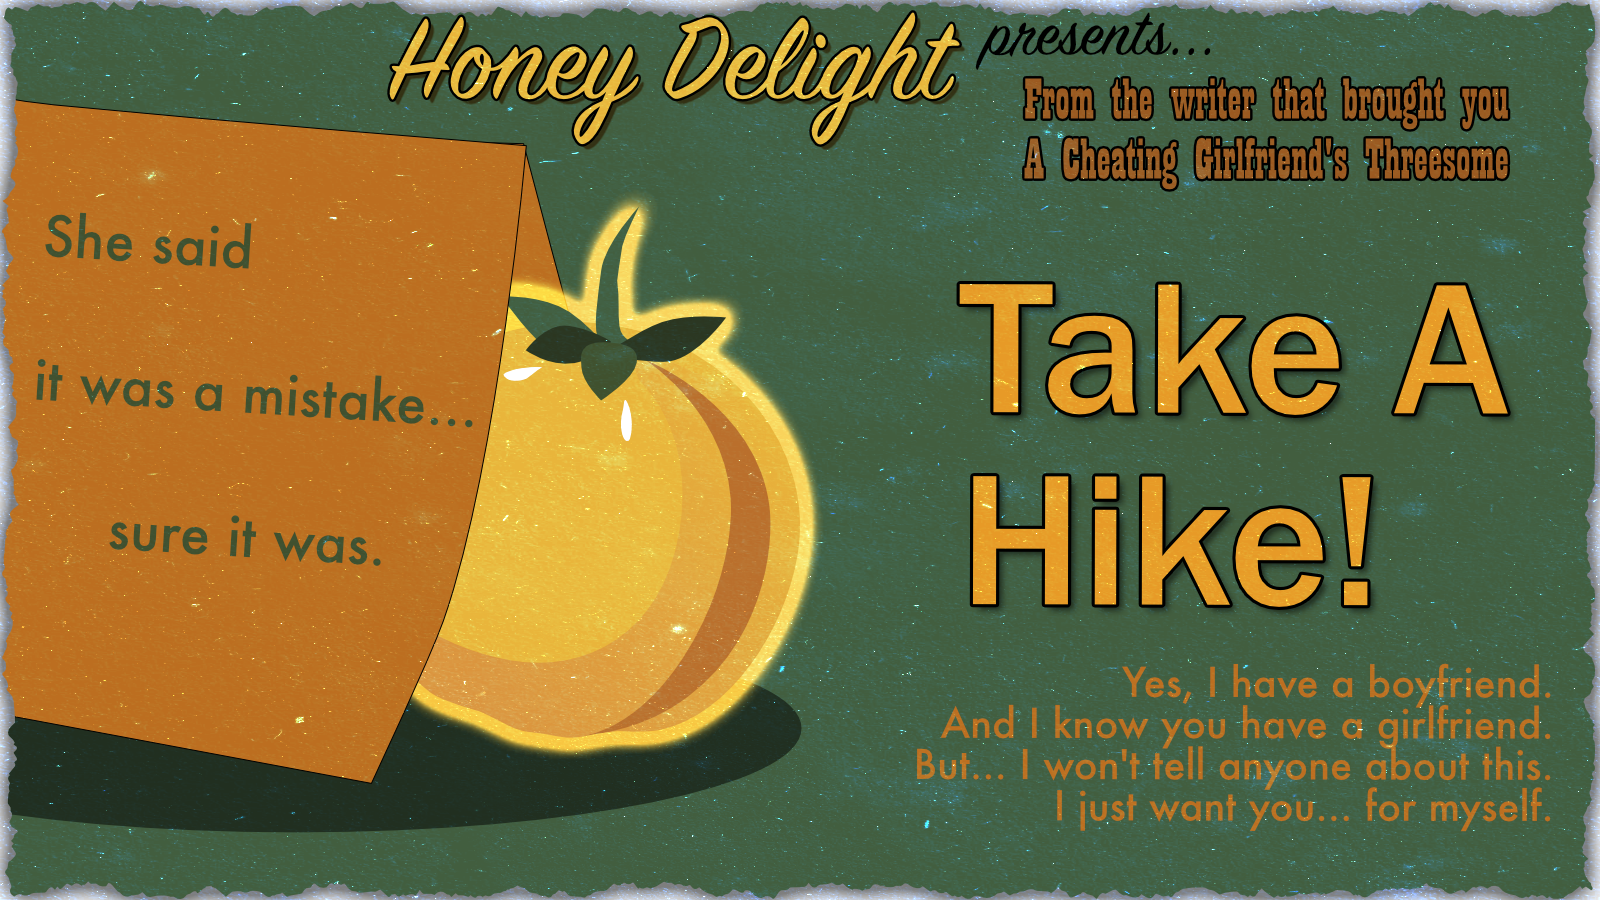 Honey Delight presents...
From the writer that brought you
A Cheating Girlfriend's Threesome
She said
it was a mistake...
sure it was.
Take A
Hike!
Yes, I have a boyfriend.
And I know you have a girlfriend.
But... I won't tell anyone about this.
I just want you... for myself.